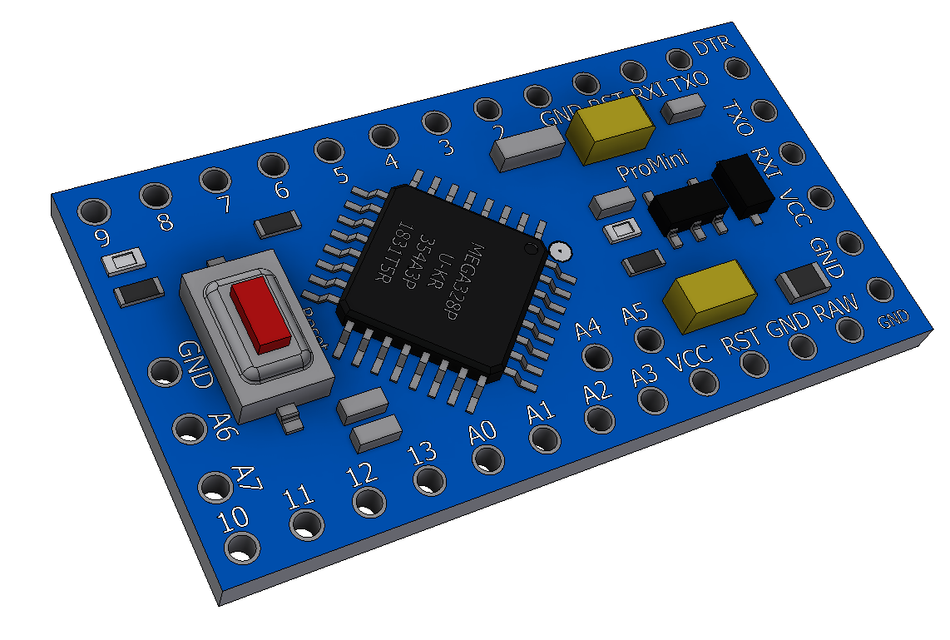 DTR
GND RST RXI TXO
2
3
4
5
6
7
8
9
TXO
RXI
VCC
GND
GND
ProMini
MEGA328P
U-KR
354A3P
1831T5R
Reset
GND
A6
A7
A4 A5
10 11 12 13 A0 A1 A2 A3 VCC RST GND RAW